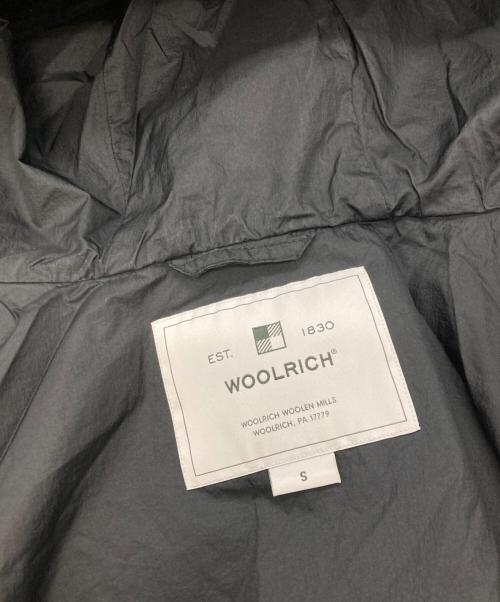 EST. 1830
WOOLRICH®
WOOLRICH WOOLEN MILLS
WOOLRICH, PA 17779
S